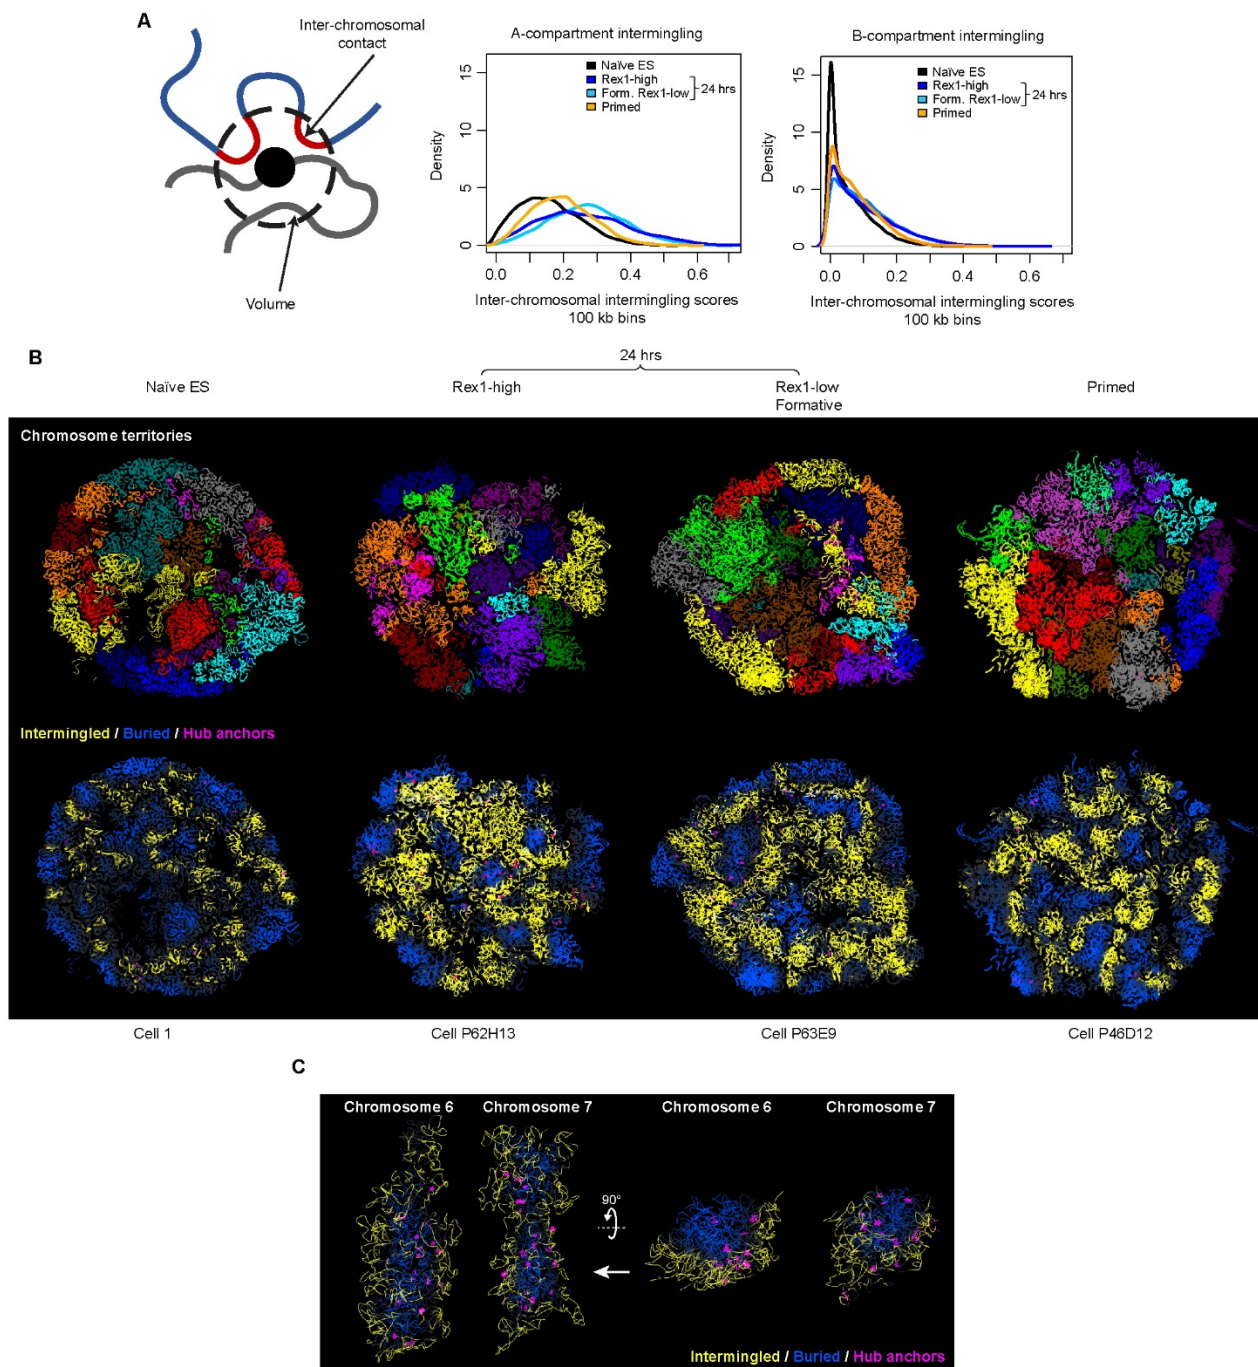 A
Inter-chromosomal
contact
Volume
A-compartment intermingling
Naïve ES
Rex1-high
Form. Rex1-low
24 hrs
Primed
Density
15
10
5
0
0.0 0.2 0.4 0.6
Inter-chromosomal intermingling scores
100 kb bins
B-compartment intermingling
Naïve ES
Rex1-high
Form. Rex1-low
24 hrs
Primed
Density
15
10
5
0
0.0 0.2 0.4 0.6
Inter-chromosomal intermingling scores
100 kb bins
B
24 hrs
Naïve ES Rex1-high Rex1-low Primed
Formative
Chromosome territories
Intermingled / Buried / Hub anchors
Cell 1 Cell P62H13 Cell P63E9 Cell P46D12
C
Chromosome 6 Chromosome 7 Chromosome 6 Chromosome 7
90°
Intermingled / Buried / Hub anchors